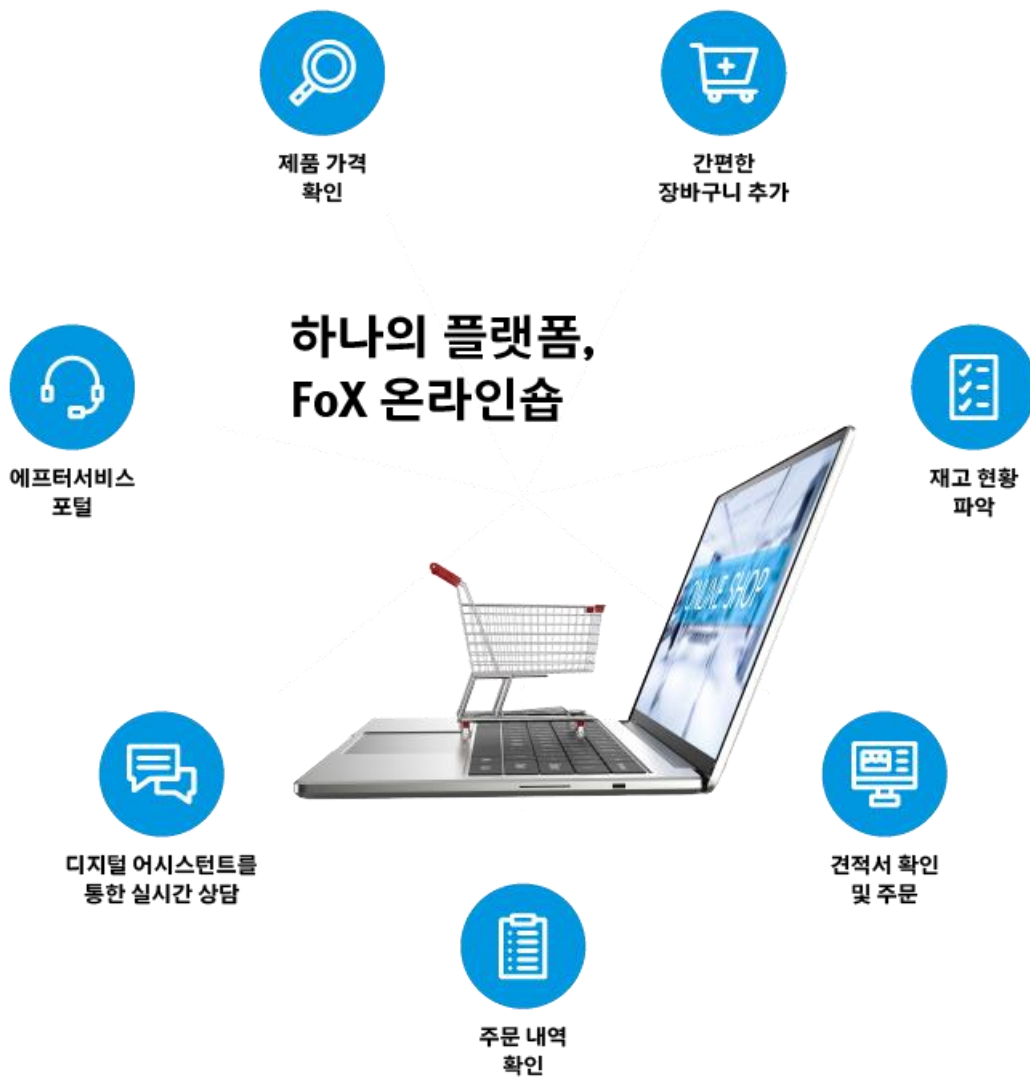 제품 가격
확인
간편한
장바구니 추가
하나의 플랫폼,
FoX 온라인숍
에프터서비스
포털
재고 현황
파악
ONLINE SHOP
디지털 어시스턴트를
통한 실시간 상담
견적서 확인
및 주문
주문 내역
확인